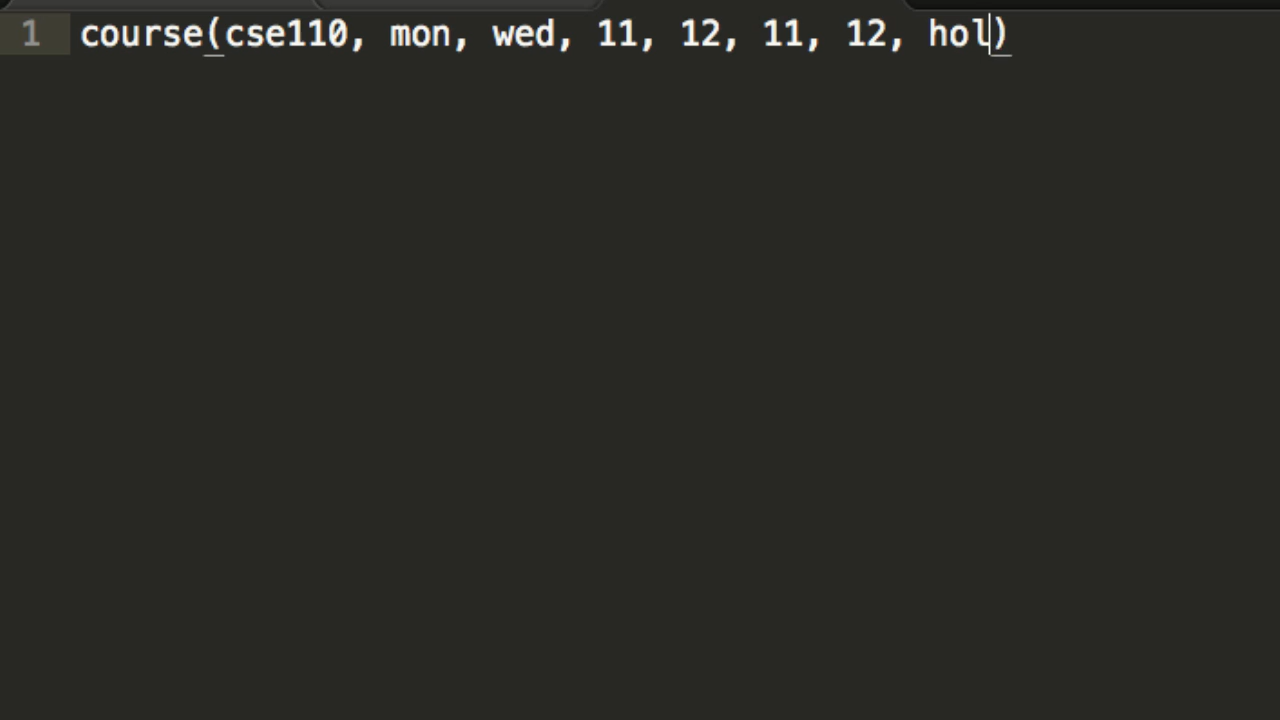 1 course(cse110, mon, wed, 11, 12, 11, 12, hol)